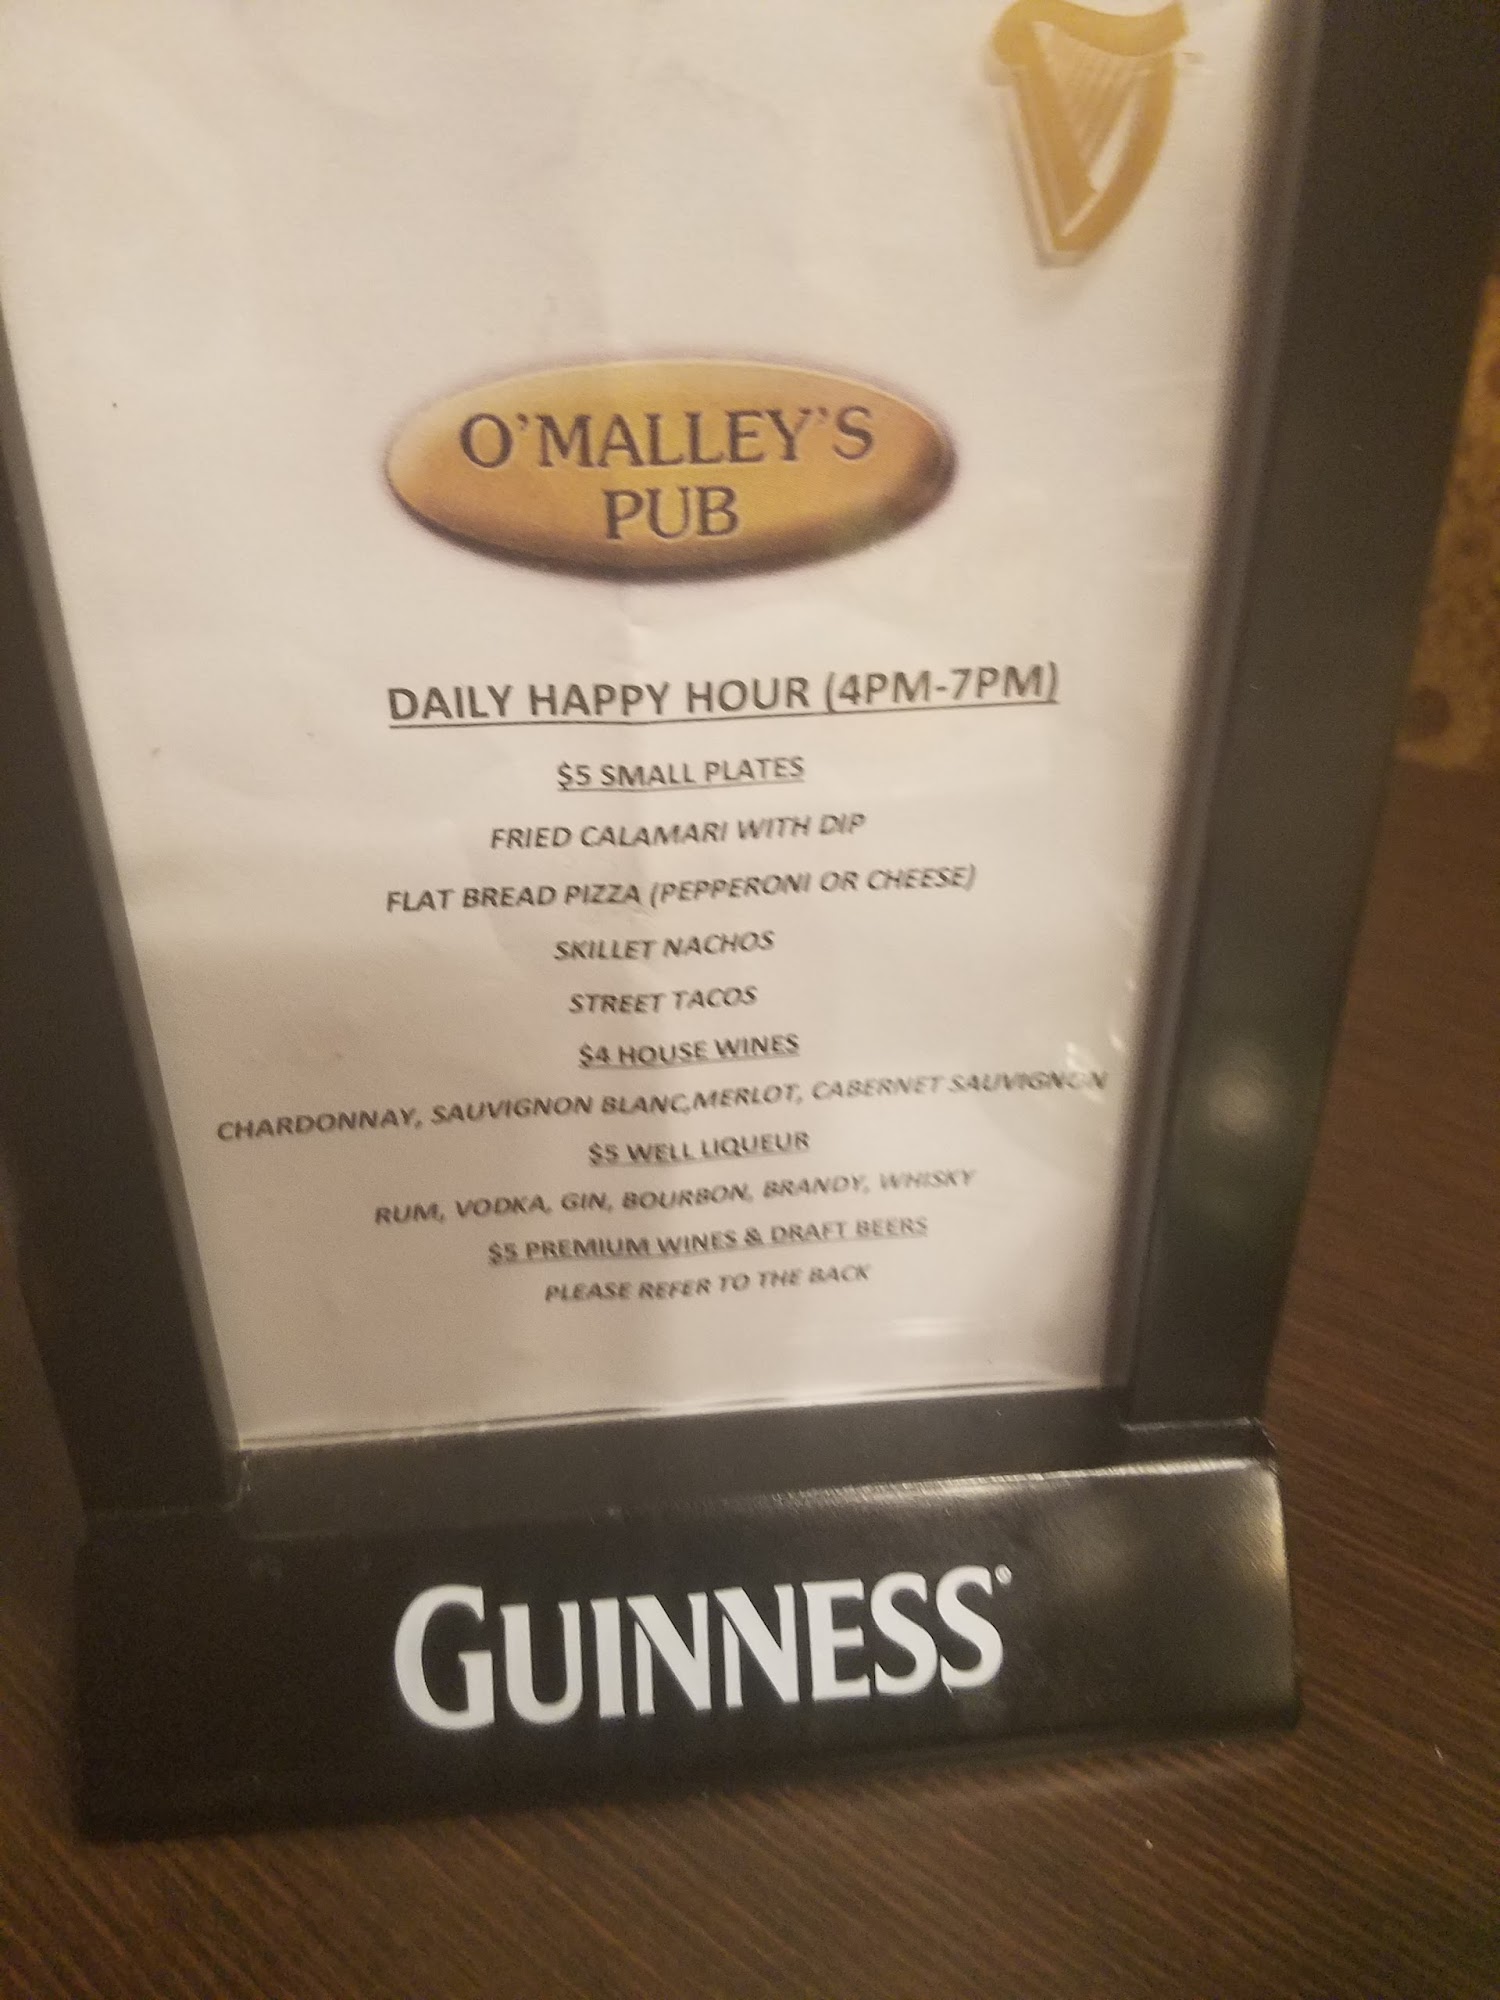 O'MALLEY'S
PUB
DAILY HAPPY HOUR (4PM-7PM)
$5 SMALL PLATES
FRIED CALAMARI WITH DIP
FLAT BREAD PIZZA (PEPPERONI OR CHEESE)
SKILLET NACHOS
STREET TACOS
$4 HOUSE WINES
CHARDONNAY, SAUVIGNON BLANC,MERLOT, CABERNET SAUVIGNON
$5 WELL LIQUEUR
RUM, VODKA, GIN, BOURBON, BRANDY, WHISKY
$5 PREMIUM WINES & DRAFT BEERS
PLEASE REFER TO THE BACK
GUINNESS®